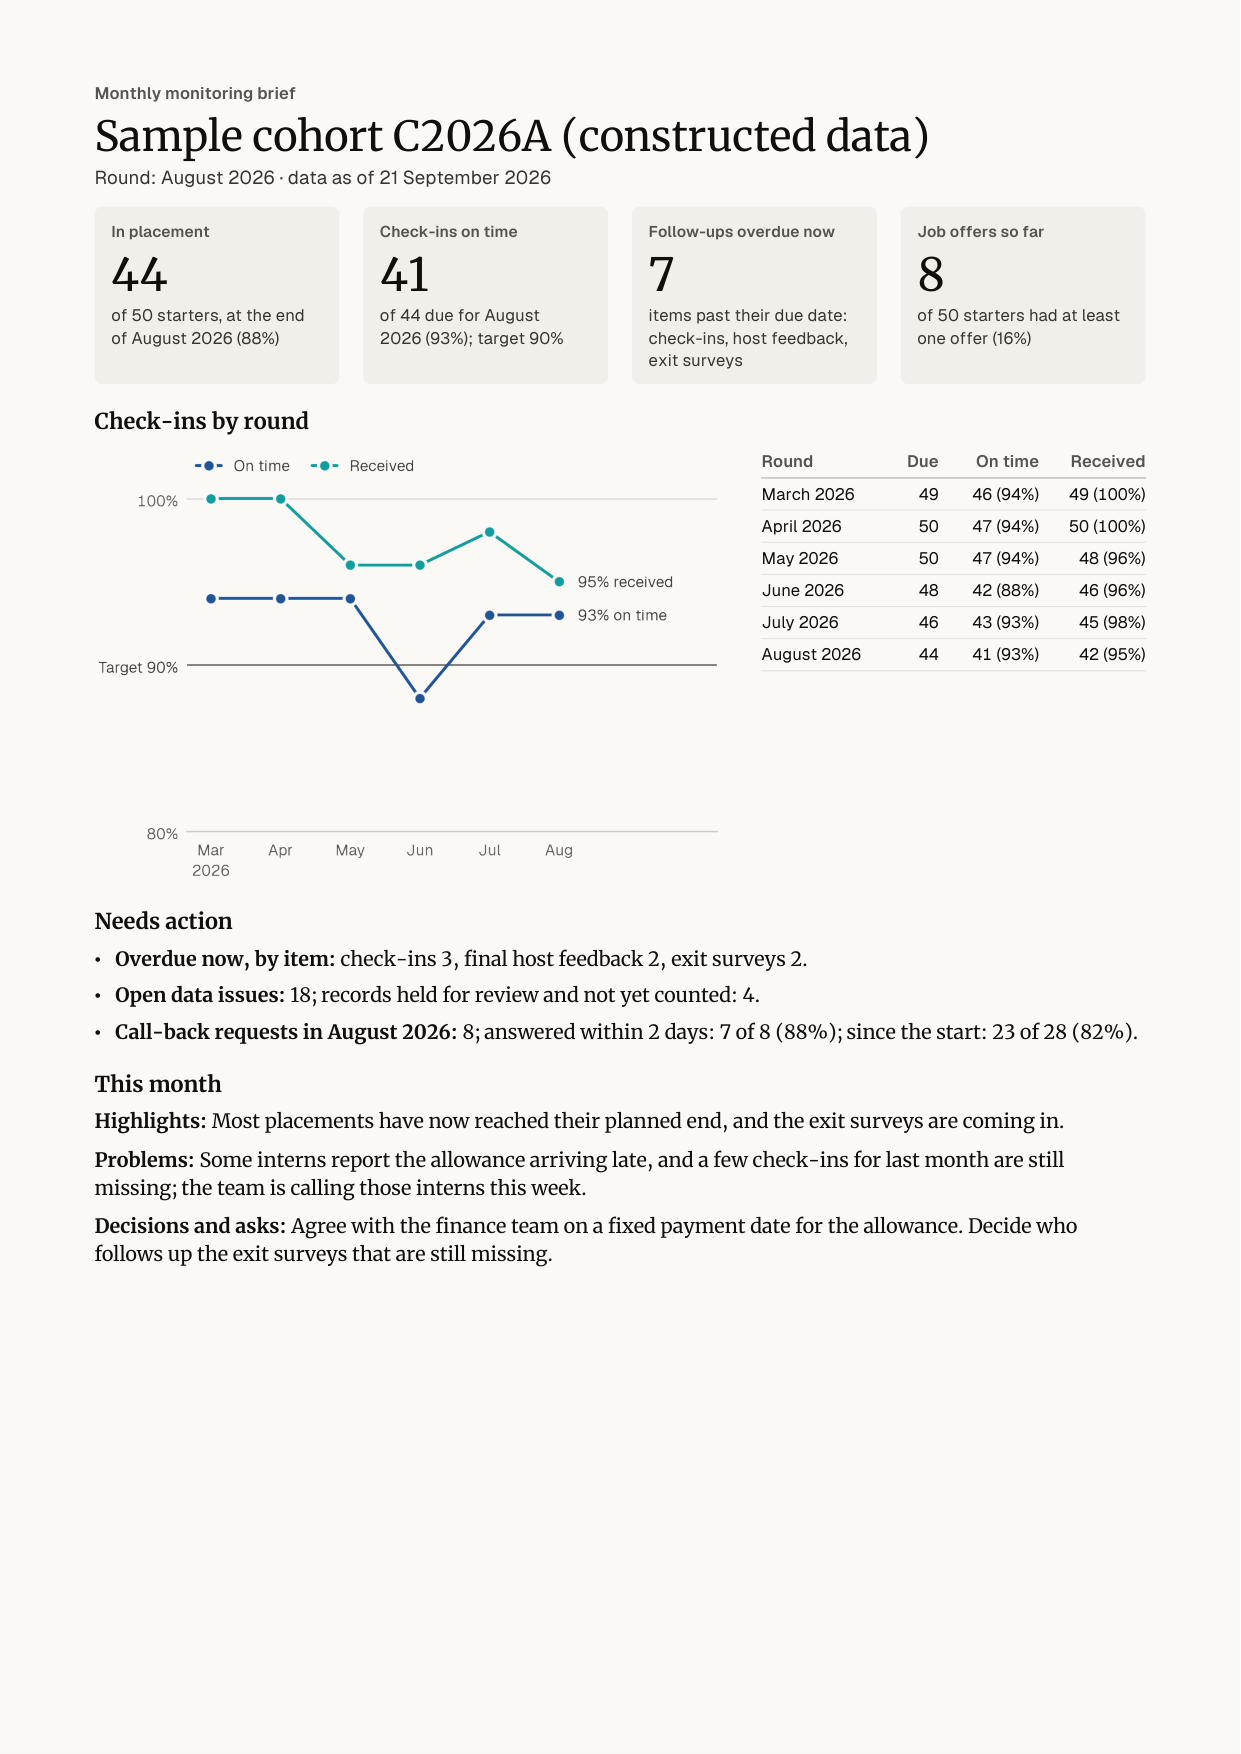 Monthly monitoring brief
Sample cohort C2026A (constructed data)
Round: August 2026 · data as of 21 September 2026
In placement
44
of 50 starters, at the end
of August 2026 (88%)
Check-ins on time
41
of 44 due for August
2026 (93%); target 90%
Follow-ups overdue now
7
items past their due date:
check-ins, host feedback,
exit surveys
Job offers so far
8
of 50 starters had at least
one offer (16%)
Check-ins by round
On time Received
100%
95% received
93% on time
Target 90%
80%
Mar Apr May Jun Jul Aug
2026
Round Due On time Received
March 2026 49 46 (94%) 49 (100%)
April 2026 50 47 (94%) 50 (100%)
May 2026 50 47 (94%) 48 (96%)
June 2026 48 42 (88%) 46 (96%)
July 2026 46 43 (93%) 45 (98%)
August 2026 44 41 (93%) 42 (95%)
Needs action
• Overdue now, by item: check-ins 3, final host feedback 2, exit surveys 2.
• Open data issues: 18; records held for review and not yet counted: 4.
• Call-back requests in August 2026: 8; answered within 2 days: 7 of 8 (88%); since the start: 23 of 28 (82%).
This month
Highlights: Most placements have now reached their planned end, and the exit surveys are coming in.
Problems: Some interns report the allowance arriving late, and a few check-ins for last month are still
missing; the team is calling those interns this week.
Decisions and asks: Agree with the finance team on a fixed payment date for the allowance. Decide who
follows up the exit surveys that are still missing.